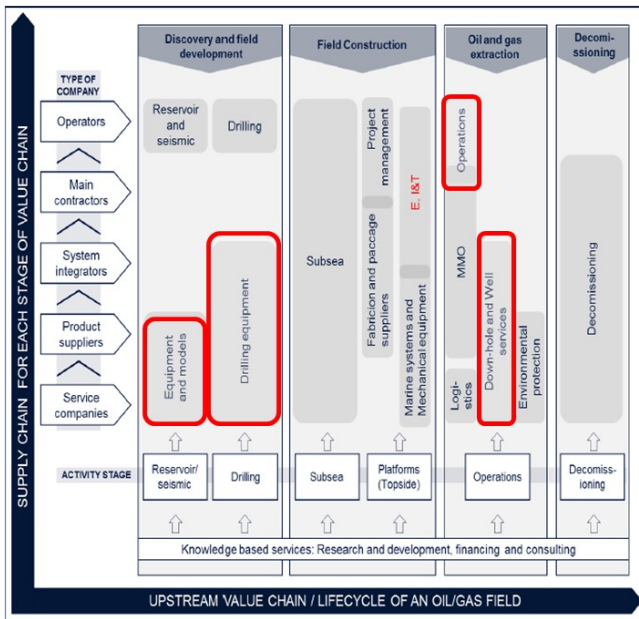 Discovery and field
development
Field Construction
Oil and gas
extraction
Decomi-
issioning
TYPE OF
COMPANY
Operators
Main
contractors
System
integrators
Product
suppliers
Service
companies
Reservoir
and
seismic
Drilling
Equipment
and models
Drilling equipment
Subsea
Project
management
Fabricion and paccage
suppliers
E, I&T
Marine systems and
Mechanical equipment
Operations
MMO
Logi-
stics
Down-hole and Well
services
Environmental
protection
Decomissioning
ACTIVITY STAGE
Reservoir/
seismic
Drilling
Subsea
Platforms
(Topside)
Operations
Decomiss-
ioning
Knowledge based services: Research and development, financing and consulting
SUPPLY CHAIN FOR EACH STAGE OF VALUE CHAIN
UPSTREAM VALUE CHAIN / LIFECYCLE OF AN OIL/GAS FIELD